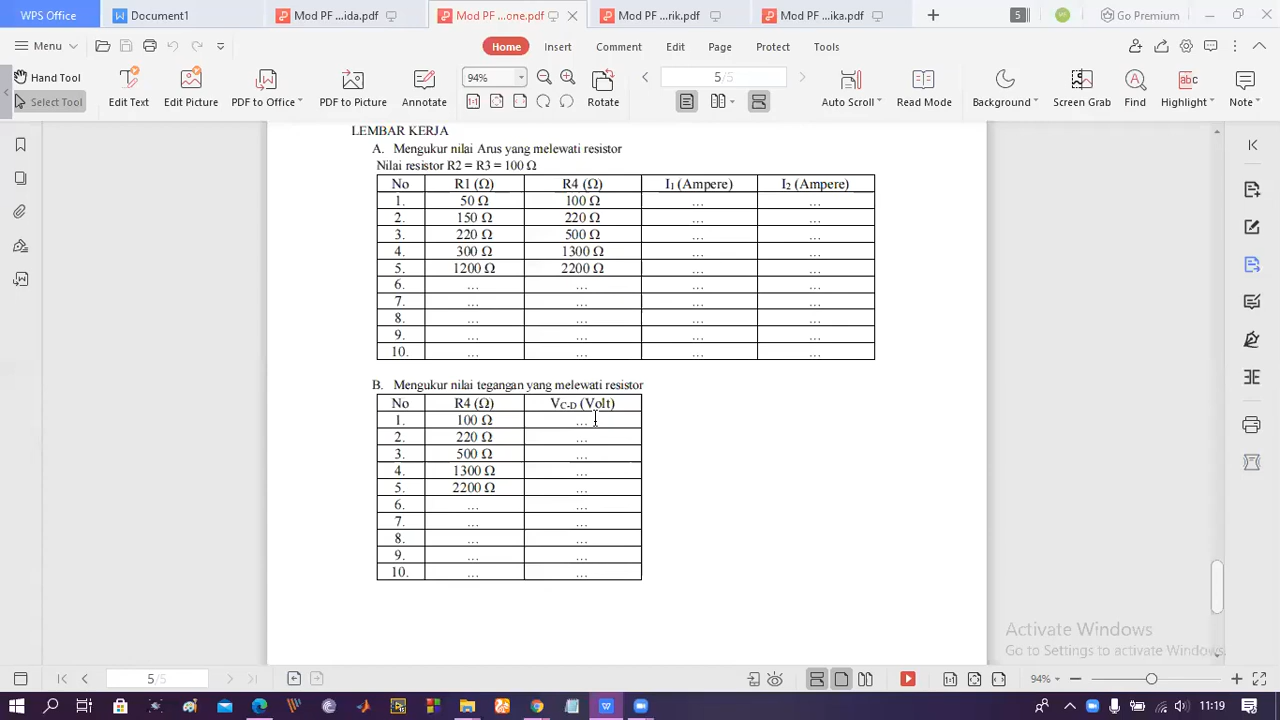 WPS Office
Document1
Mod PF ...ida.pdf
Mod PF ...one.pdf
Mod PF ...rik.pdf
Mod PF ...ika.pdf
5
Go Premium
Menu
Home
Insert
Comment
Edit
Page
Protect
Tools
Hand Tool
Select Tool
Edit Text
Edit Picture
PDF to Office
PDF to Picture
Annotate
94%
Rotate
5/5
Auto Scroll
Read Mode
Background
Screen Grab
Find
Highlight
Note
LEMBAR KERJA
A. Mengukur nilai Arus yang melewati resistor
Nilai resistor R2 = R3 = 100 Ω
No R1 (Ω) R4 (Ω) I1 (Ampere) I2 (Ampere)
1. 50 Ω 100 Ω ... ...
2. 150 Ω 220 Ω ... ...
3. 220 Ω 500 Ω ... ...
4. 300 Ω 1300 Ω ... ...
5. 1200 Ω 2200 Ω ... ...
6. ... ... ... ...
7. ... ... ... ...
8. ... ... ... ...
9. ... ... ... ...
10. ... ... ... ...
B. Mengukur nilai tegangan yang melewati resistor
No R4 (Ω) VC-D (Volt)
1. 100 Ω ...
2. 220 Ω ...
3. 500 Ω ...
4. 1300 Ω ...
5. 2200 Ω ...
6. ... ...
7. ... ...
8. ... ...
9. ... ...
10. ... ...
Activate Windows
Go to Settings to activate Windows.
5/5
94%
11:19